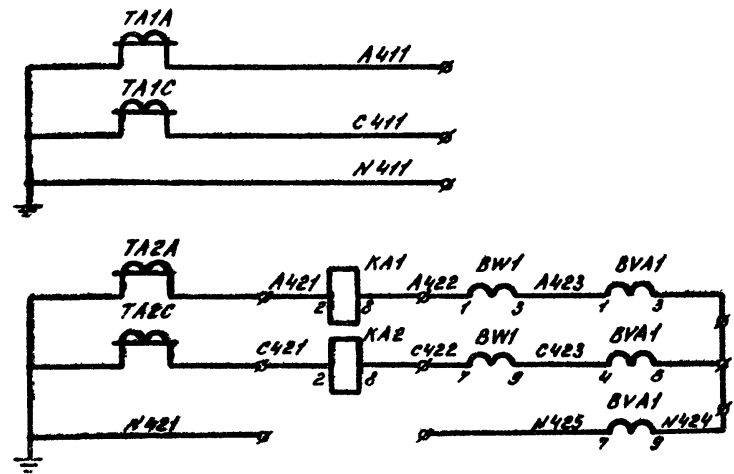 TA1A
A411
TA1C
C411
N411
TA2A
A421 KA1 A422 BW1 A423 BVA1
2 8 1 3 1 3
TA2C
C421 KA2 C422 BW1 C423 BVA1
2 8 7 9 4 6
N421 N425 BVA1 N424
7 9